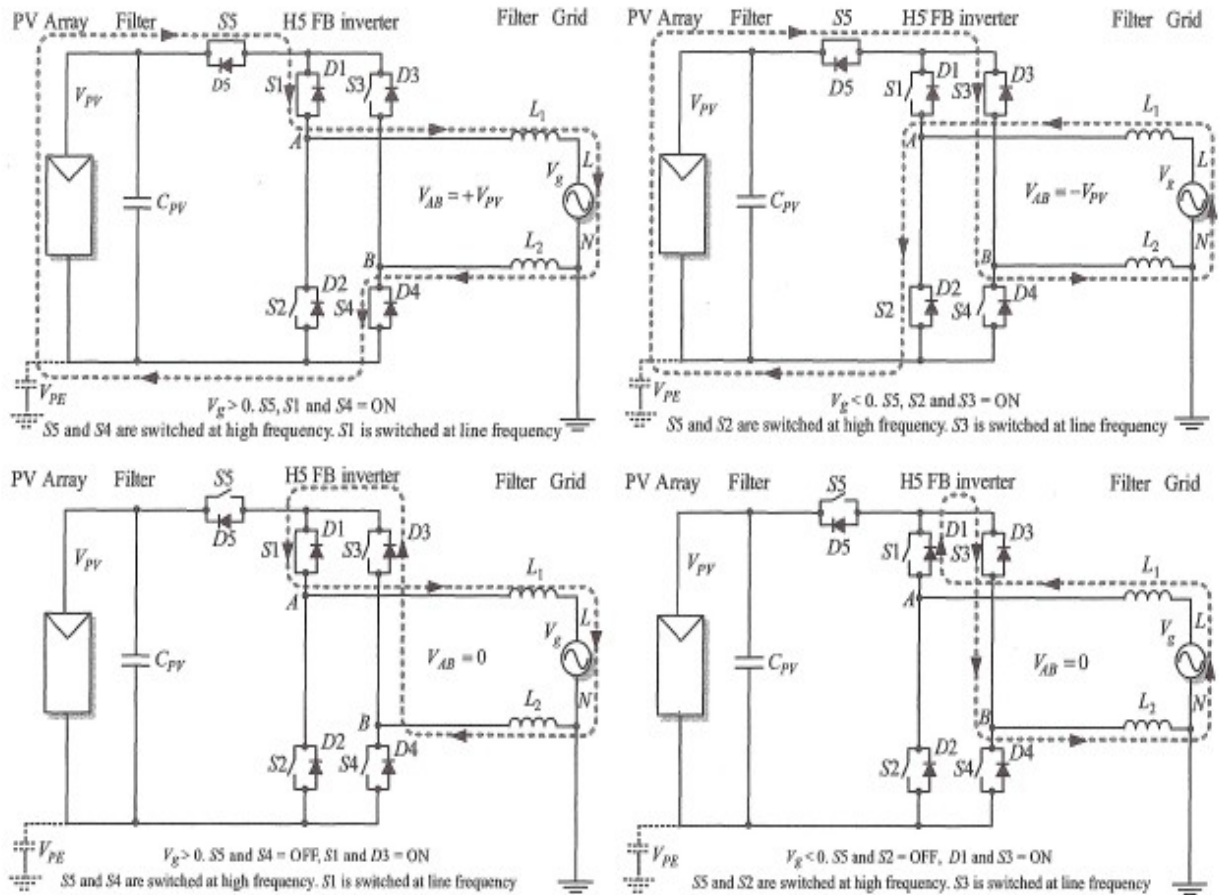 PV Array Filter S5 H5 FB inverter Filter Grid
D5
S1 D1 S3 D3
V_PV
L1
A
L
V_g
C_PV
V_AB = +V_PV
N
L2
B
S2 D2 S4 D4
V_PE
V_g > 0. S5, S1 and S4 = ON
S5 and S4 are switched at high frequency. S1 is switched at line frequency
PV Array Filter S5 H5 FB inverter Filter Grid
D5
S1 D1 S3 D3
V_PV
L1
A
L
V_g
C_PV
V_AB = −V_PV
N
L2
B
S2 D2 S4 D4
V_PE
V_g < 0. S5, S2 and S3 = ON
S5 and S2 are switched at high frequency. S3 is switched at line frequency
PV Array Filter S5 H5 FB inverter Filter Grid
D5
S1 D1 S3 D3
V_PV
L1
A
L
V_g
C_PV
V_AB = 0
N
L2
B
S2 D2 S4 D4
V_PE
V_g > 0. S5 and S4 = OFF, S1 and D3 = ON
S5 and S4 are switched at high frequency. S1 is switched at line frequency
PV Array Filter S5 H5 FB inverter Filter Grid
D5
S1 D1 S3 D3
V_PV
L1
A
L
V_g
C_PV
V_AB = 0
N
L2
B
S2 D2 S4 D4
V_PE
V_g < 0. S5 and S2 = OFF, D1 and S3 = ON
S5 and S2 are switched at high frequency. S3 is switched at line frequency